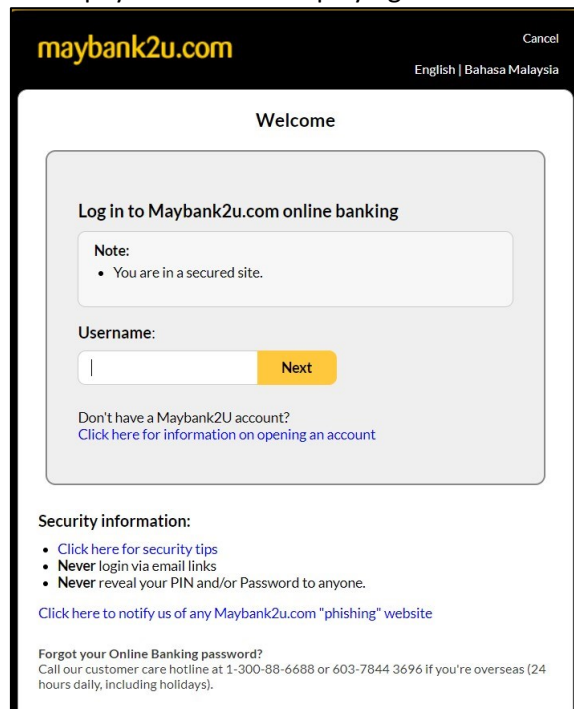 maybank2u.com
Cancel
English | Bahasa Malaysia
Welcome
Log in to Maybank2u.com online banking
Note:
• You are in a secured site.
Username:
Next
Don't have a Maybank2U account?
Click here for information on opening an account
Security information:
• Click here for security tips
• Never login via email links
• Never reveal your PIN and/or Password to anyone.
Click here to notify us of any Maybank2u.com "phishing" website
Forgot your Online Banking password?
Call our customer care hotline at 1-300-88-6688 or 603-7844 3696 if you're overseas (24
hours daily, including holidays).